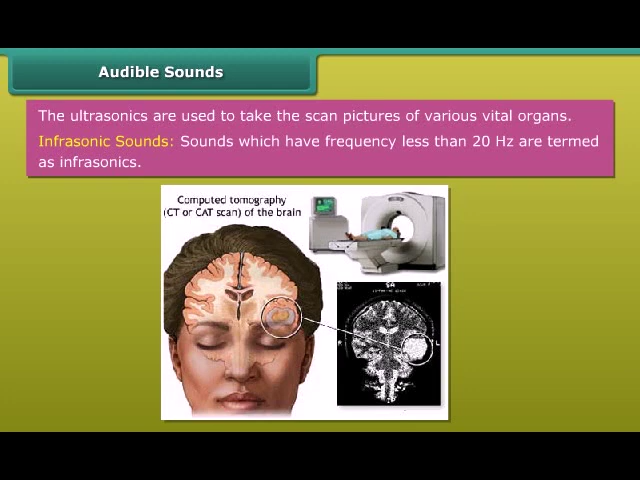 Audible Sounds
The ultrasonics are used to take the scan pictures of various vital organs.
Infrasonic Sounds: Sounds which have frequency less than 20 Hz are termed
as infrasonics.
Computed tomography
(CT or CAT scan) of the brain
R
L